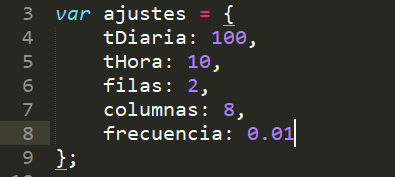 3 var ajustes = {
4 tDiaria: 100,
5 tHora: 10,
6 filas: 2,
7 columnas: 8,
8 frecuencia: 0.01
9 };